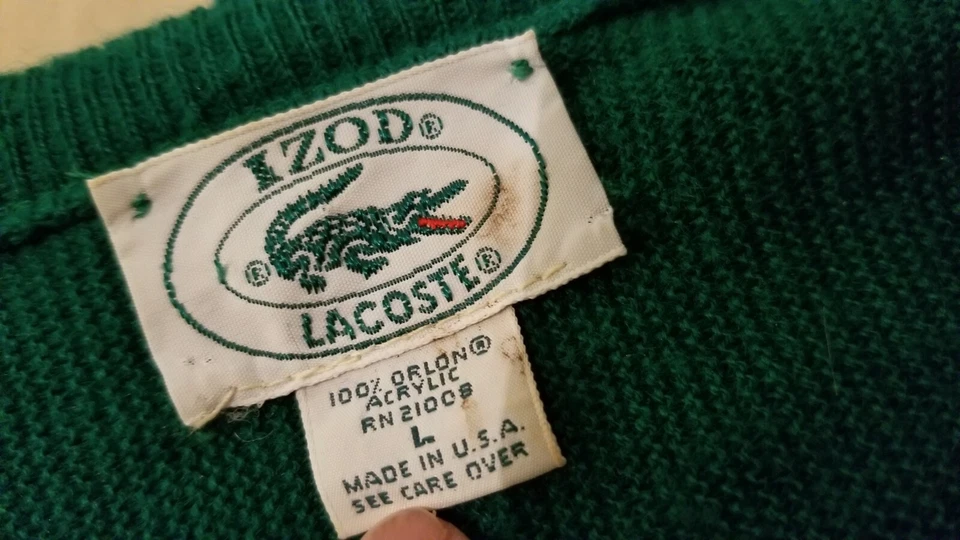 IZOD®
®
LACOSTE®
100% ORLON®
ACRYLIC
RN 21008
L
MADE IN U.S.A.
SEE CARE OVER